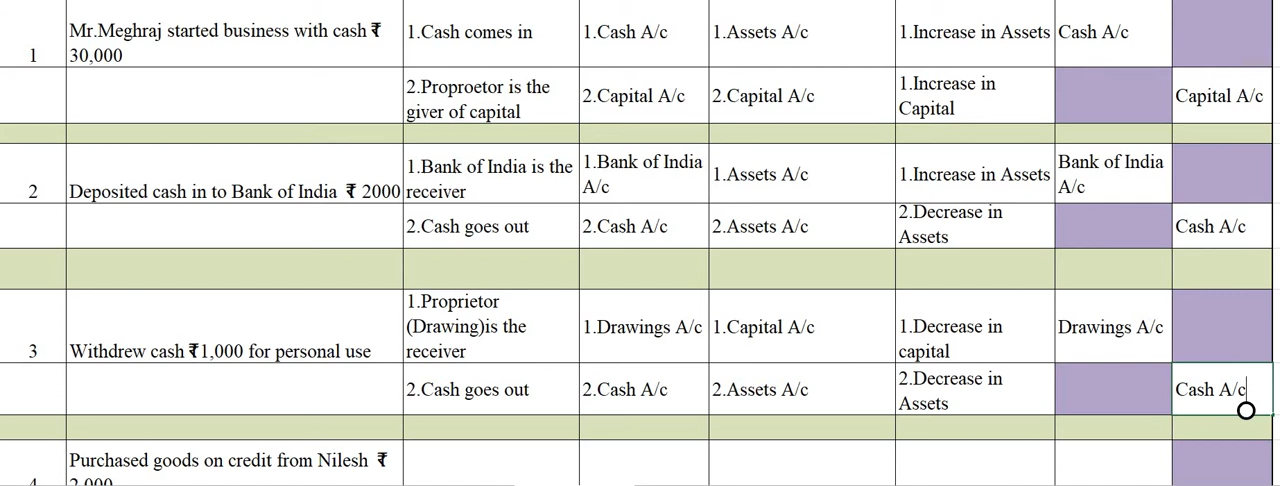 Mr.Meghraj started business with cash ₹
30,000
1
1.Cash comes in
1.Cash A/c
1.Assets A/c
1.Increase in Assets
Cash A/c
2.Proproetor is the
giver of capital
2.Capital A/c
2.Capital A/c
1.Increase in
Capital
Capital A/c
2
Deposited cash in to Bank of India ₹ 2000
1.Bank of India is the
receiver
1.Bank of India
A/c
1.Assets A/c
1.Increase in Assets
Bank of India
A/c
2.Cash goes out
2.Cash A/c
2.Assets A/c
2.Decrease in
Assets
Cash A/c
3
Withdrew cash ₹1,000 for personal use
1.Proprietor
(Drawing)is the
receiver
1.Drawings A/c
1.Capital A/c
1.Decrease in
capital
Drawings A/c
2.Cash goes out
2.Cash A/c
2.Assets A/c
2.Decrease in
Assets
Cash A/c
Purchased goods on credit from Nilesh ₹
2,000
4